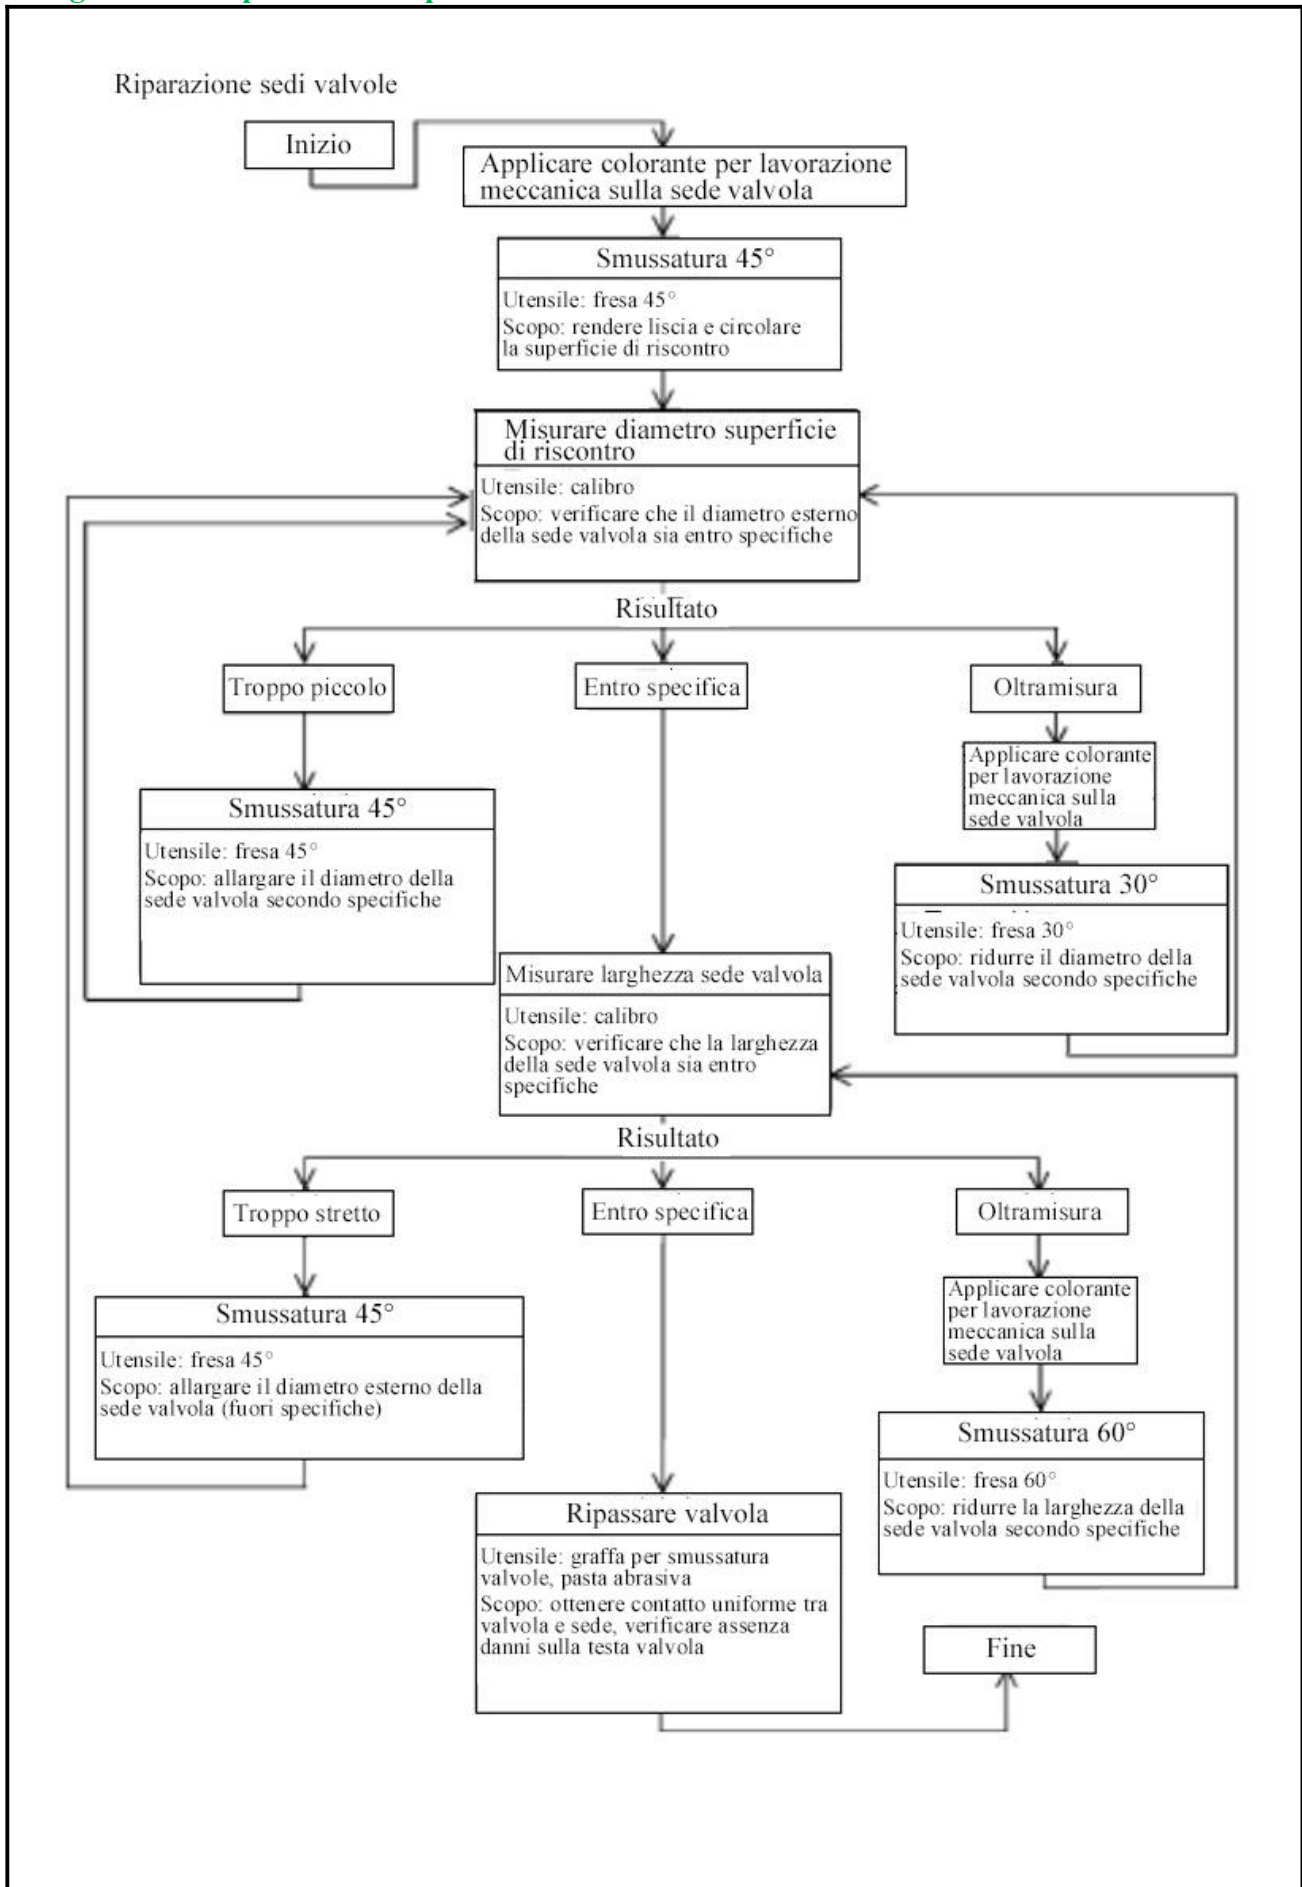 Riparazione sedi valvole
Inizio
Applicare colorante per lavorazione
meccanica sulla sede valvola
Smussatura 45°
Utensile: fresa 45°
Scopo: rendere liscia e circolare
la superficie di riscontro
Misurare diametro superficie
di riscontro
Utensile: calibro
Scopo: verificare che il diametro esterno
della sede valvola sia entro specifiche
Risultato
Troppo piccolo
Entro specifica
Oltramisura
Applicare colorante
per lavorazione
meccanica sulla
sede valvola
Smussatura 45°
Utensile: fresa 45°
Scopo: allargare il diametro della
sede valvola secondo specifiche
Smussatura 30°
Utensile: fresa 30°
Scopo: ridurre il diametro della
sede valvola secondo specifiche
Misurare larghezza sede valvola
Utensile: calibro
Scopo: verificare che la larghezza
della sede valvola sia entro
specifiche
Risultato
Troppo stretto
Entro specifica
Oltramisura
Applicare colorante
per lavorazione
meccanica sulla
sede valvola
Smussatura 45°
Utensile: fresa 45°
Scopo: allargare il diametro esterno della
sede valvola (fuori specifiche)
Smussatura 60°
Utensile: fresa 60°
Scopo: ridurre la larghezza della
sede valvola secondo specifiche
Ripassare valvola
Utensile: graffa per smussatura
valvole, pasta abrasiva
Scopo: ottenere contatto uniforme tra
valvola e sede, verificare assenza
danni sulla testa valvola
Fine